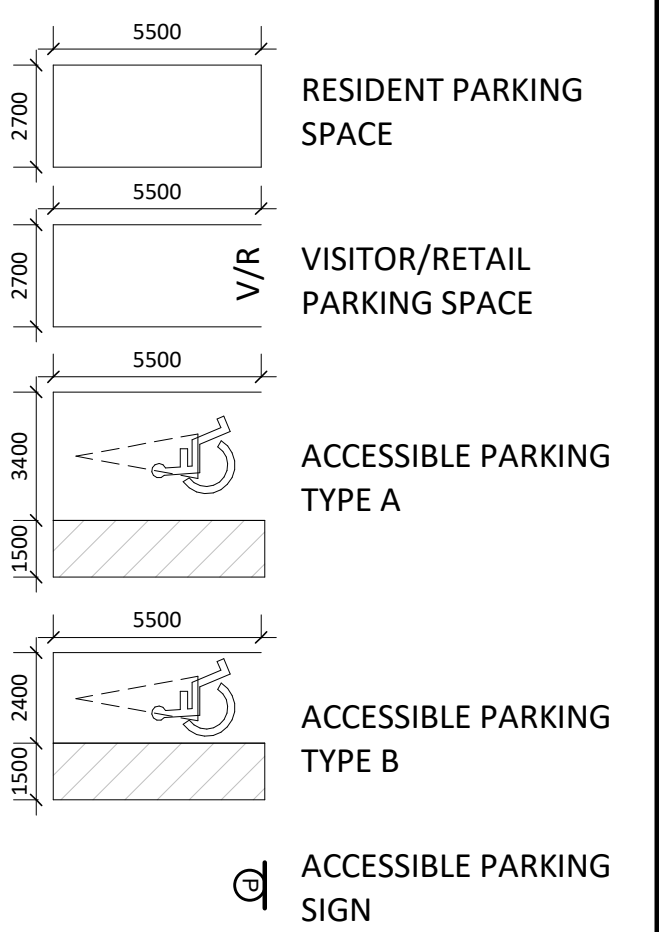 5500
2700
RESIDENT PARKING
SPACE
5500
2700
V/R
VISITOR/RETAIL
PARKING SPACE
5500
3400
1500
ACCESSIBLE PARKING
TYPE A
5500
2400
1500
ACCESSIBLE PARKING
TYPE B
P
ACCESSIBLE PARKING
SIGN